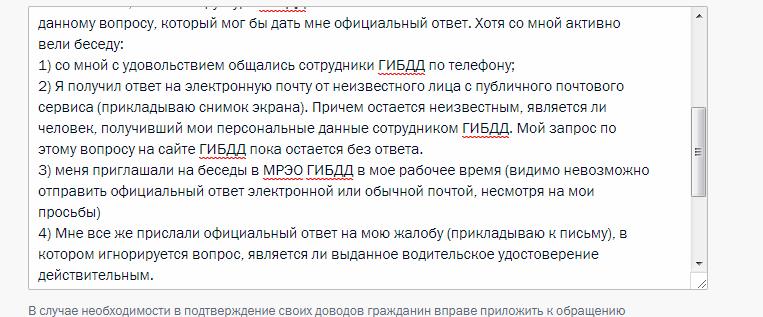 данному вопросу, который мог бы дать мне официальный ответ. Хотя со мной активно
вели беседу:
1) со мной с удовольствием общались сотрудники ГИБДД по телефону;
2) Я получил ответ на электронную почту от неизвестного лица с публичного почтового
сервиса (прикладываю снимок экрана). Причем остается неизвестным, является ли
человек, получивший мои персональные данные сотрудником ГИБДД. Мой запрос по
этому вопросу на сайте ГИБДД пока остается без ответа.
3) меня приглашали на беседы в МРЭО ГИБДД в мое рабочее время (видимо невозможно
отправить официальный ответ электронной или обычной почтой, несмотря на мои
просьбы)
4) Мне все же прислали официальный ответ на мою жалобу (прикладываю к письму), в
котором игнорируется вопрос, является ли выданное водительское удостоверение
действительным.
В случае необходимости в подтверждение своих доводов гражданин вправе приложить к обращению